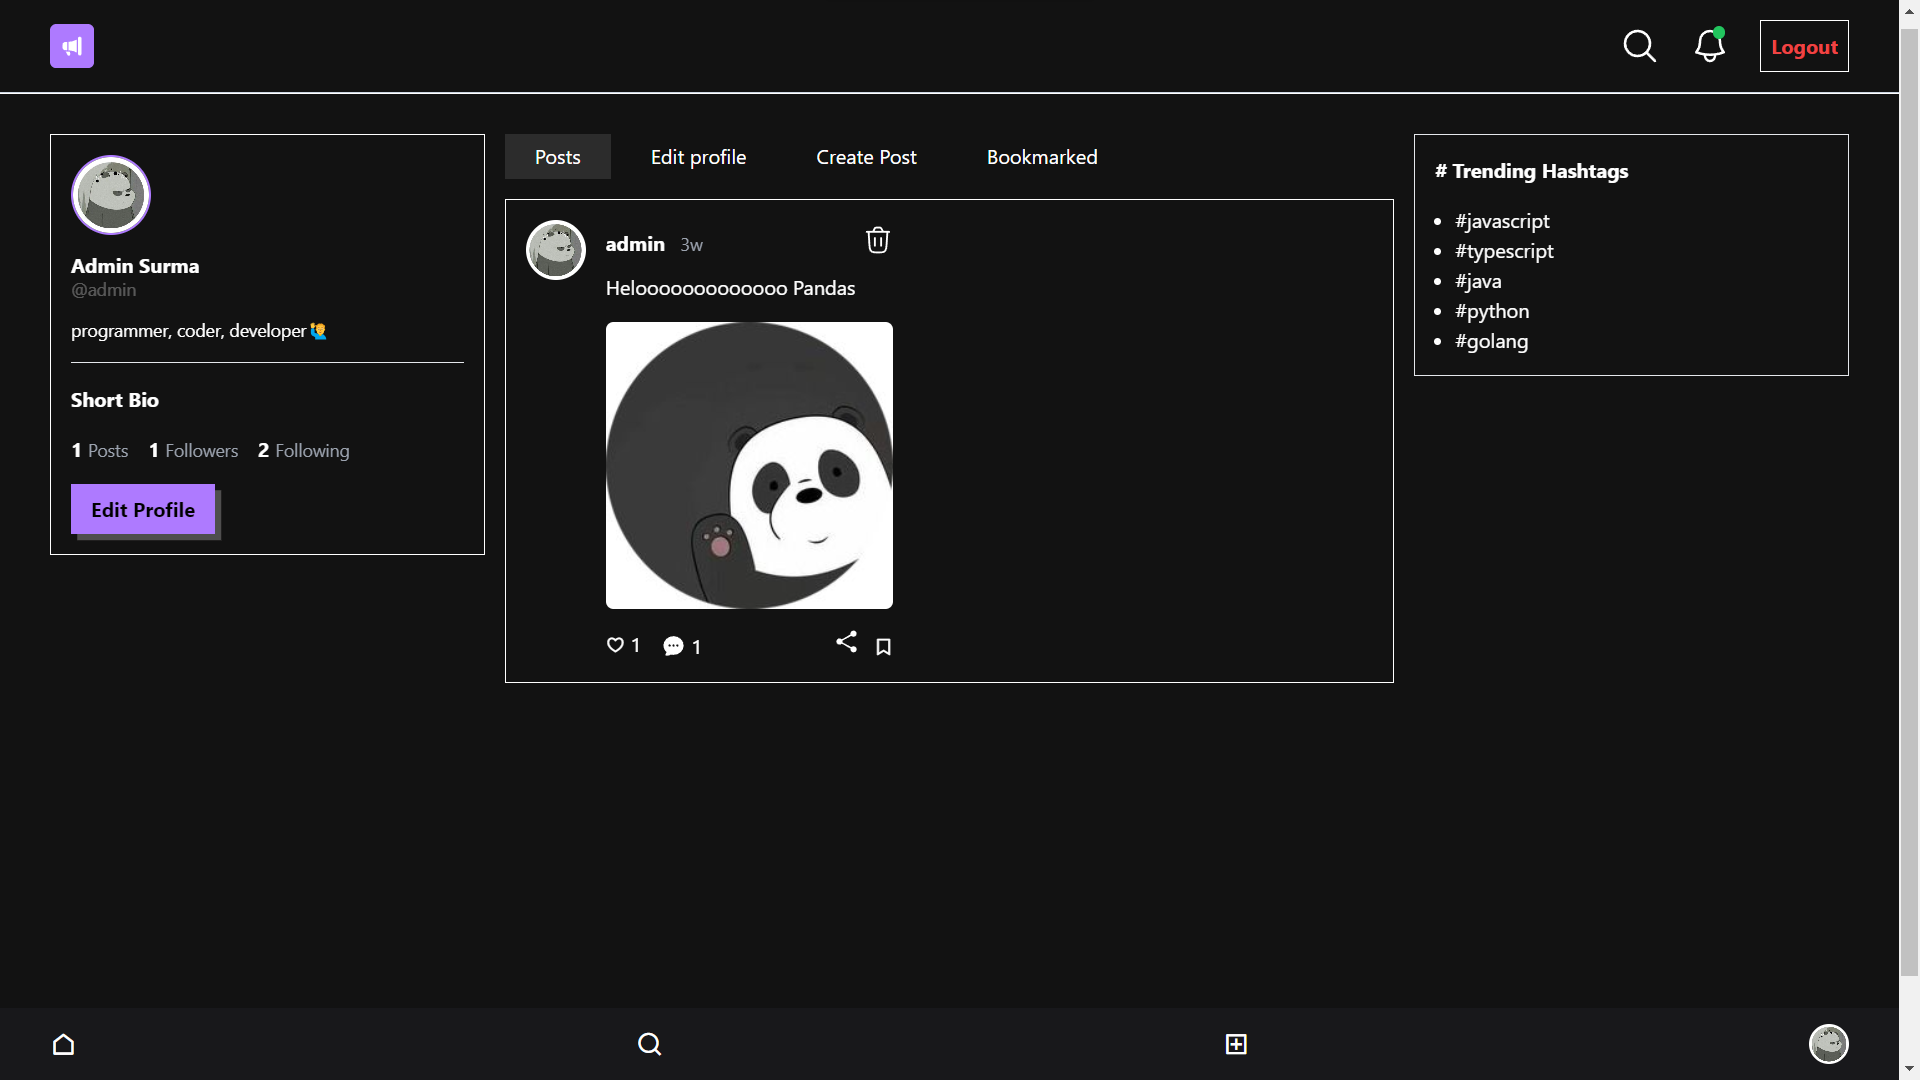 Logout
Admin Surma
@admin
programmer, coder, developer🙋‍♂️
Short Bio
1 Posts 1 Followers 2 Following
Edit Profile
Posts Edit profile Create Post Bookmarked
admin 3w
Helooooooooooooo Pandas
1 1
# Trending Hashtags
#javascript
#typescript
#java
#python
#golang